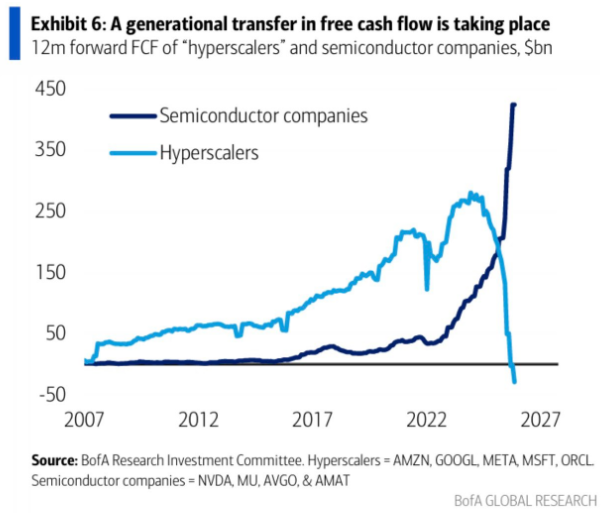 Exhibit 6: A generational transfer in free cash flow is taking place
12m forward FCF of “hyperscalers” and semiconductor companies, $bn
450
350
250
150
50
-50
Semiconductor companies
Hyperscalers
2007 2012 2017 2022 2027
Source: BofA Research Investment Committee. Hyperscalers = AMZN, GOOGL, META, MSFT, ORCL.
Semiconductor companies = NVDA, MU, AVGO, & AMAT
BofA GLOBAL RESEARCH